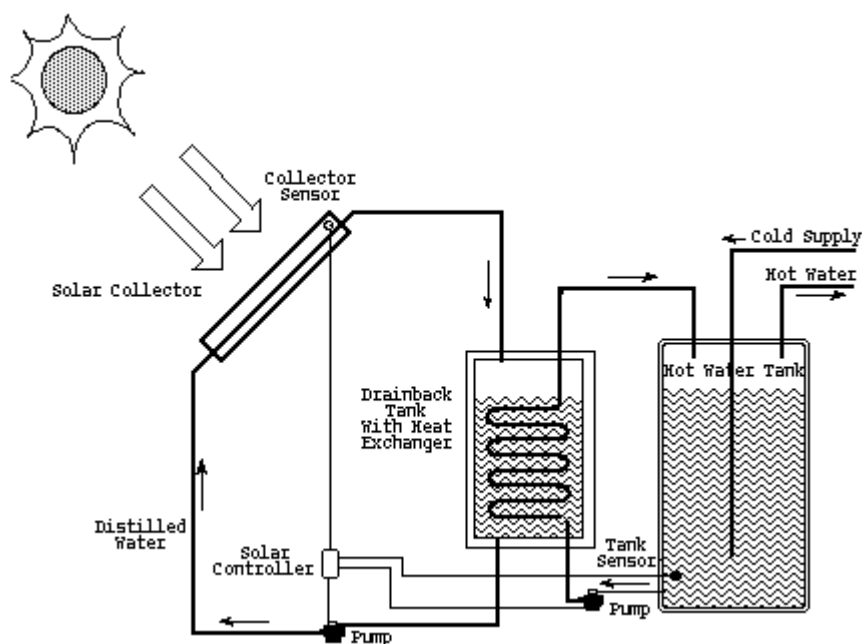 Collector
Sensor
Cold Supply
Hot Water
Solar Collector
Hot Water Tank
Drainback
Tank
With Heat
Exchanger
Distilled
Water
Solar
Controller
Tank
Sensor
Pump
Pump